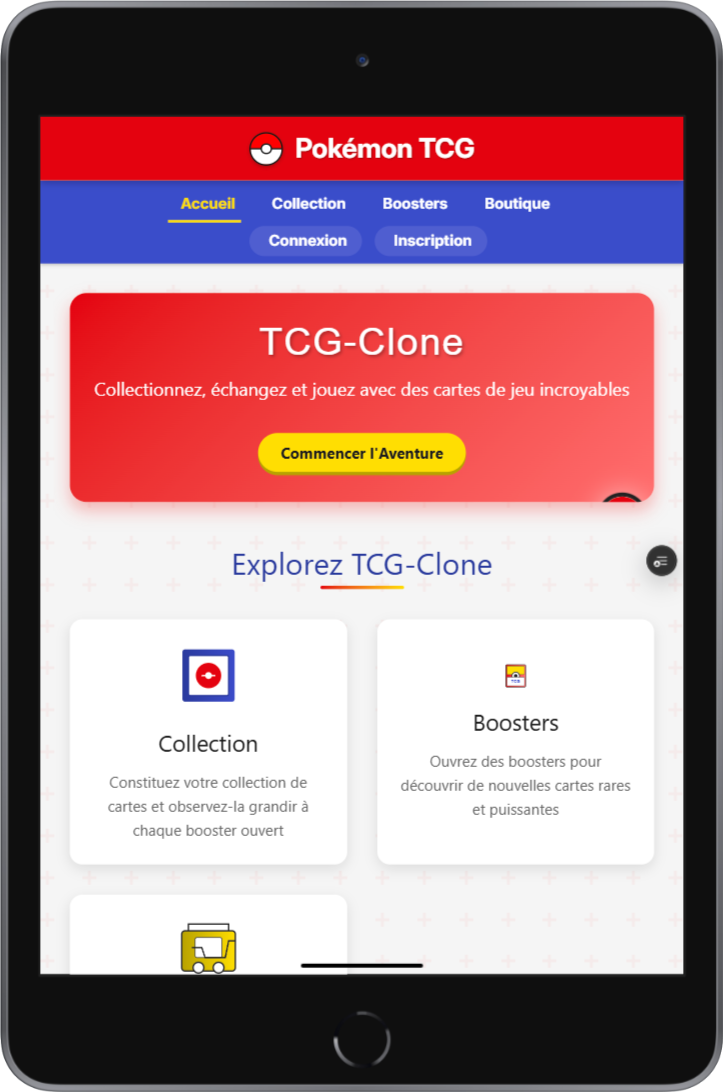 Pokémon TCG
Accueil Collection Boosters Boutique
Connexion Inscription
TCG-Clone
Collectionnez, échangez et jouez avec des cartes de jeu incroyables
Commencer l'Aventure
Explorez TCG-Clone
Collection
Constituez votre collection de
cartes et observez-la grandir à
chaque booster ouvert
TCG
Boosters
Ouvrez des boosters pour
découvrir de nouvelles cartes rares
et puissantes